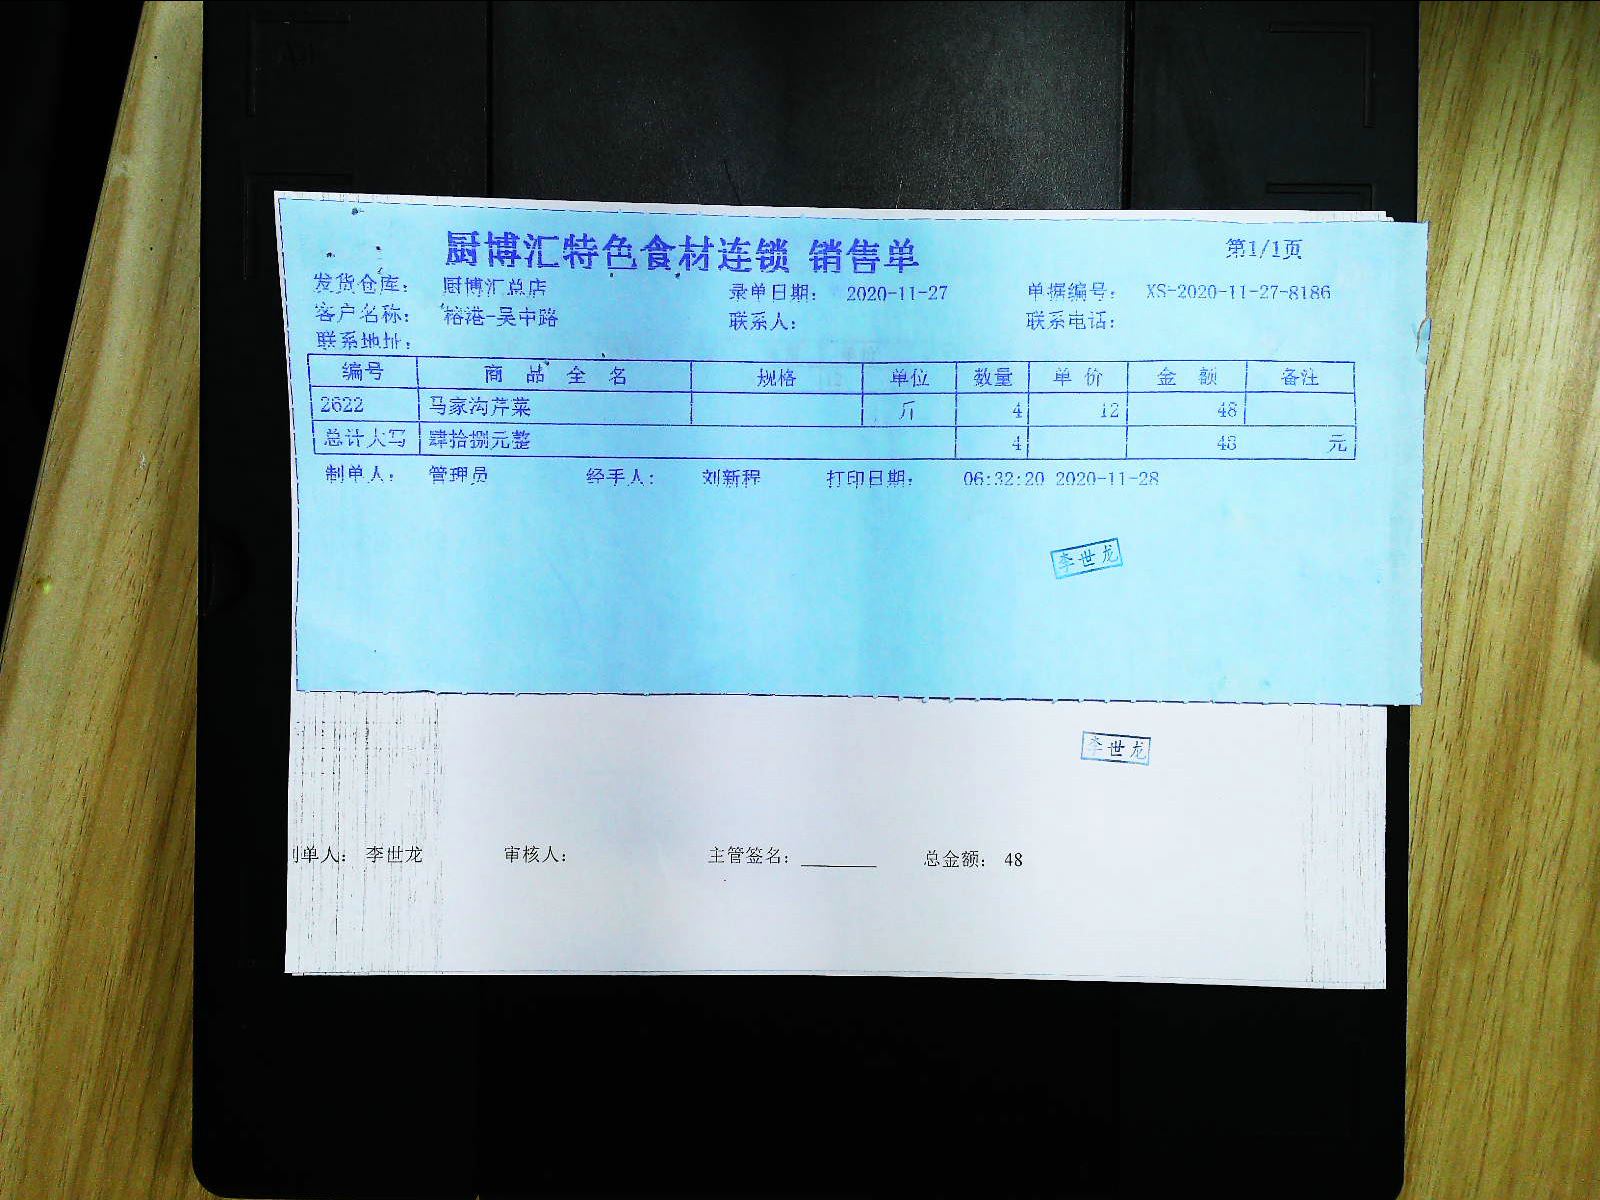 厨博汇特色食材连锁 销售单 第1/1页
发货仓库: 厨博汇总店 录单日期: 2020-11-27 单据编号: XS-2020-11-27-8186
客户名称: 裕港-吴中路 联系人: 联系电话:
联系地址:
编号 商品全名 规格 单位 数量 单价 金额 备注
2622 马家沟芹菜 斤 4 12 48
总计大写 肆拾捌元整 4 48 元
制单人: 管理员 经手人: 刘新程 打印日期: 06:32:20 2020-11-28
李世龙
李世龙
制单人: 李世龙 审核人: 主管签名: 总金额: 48